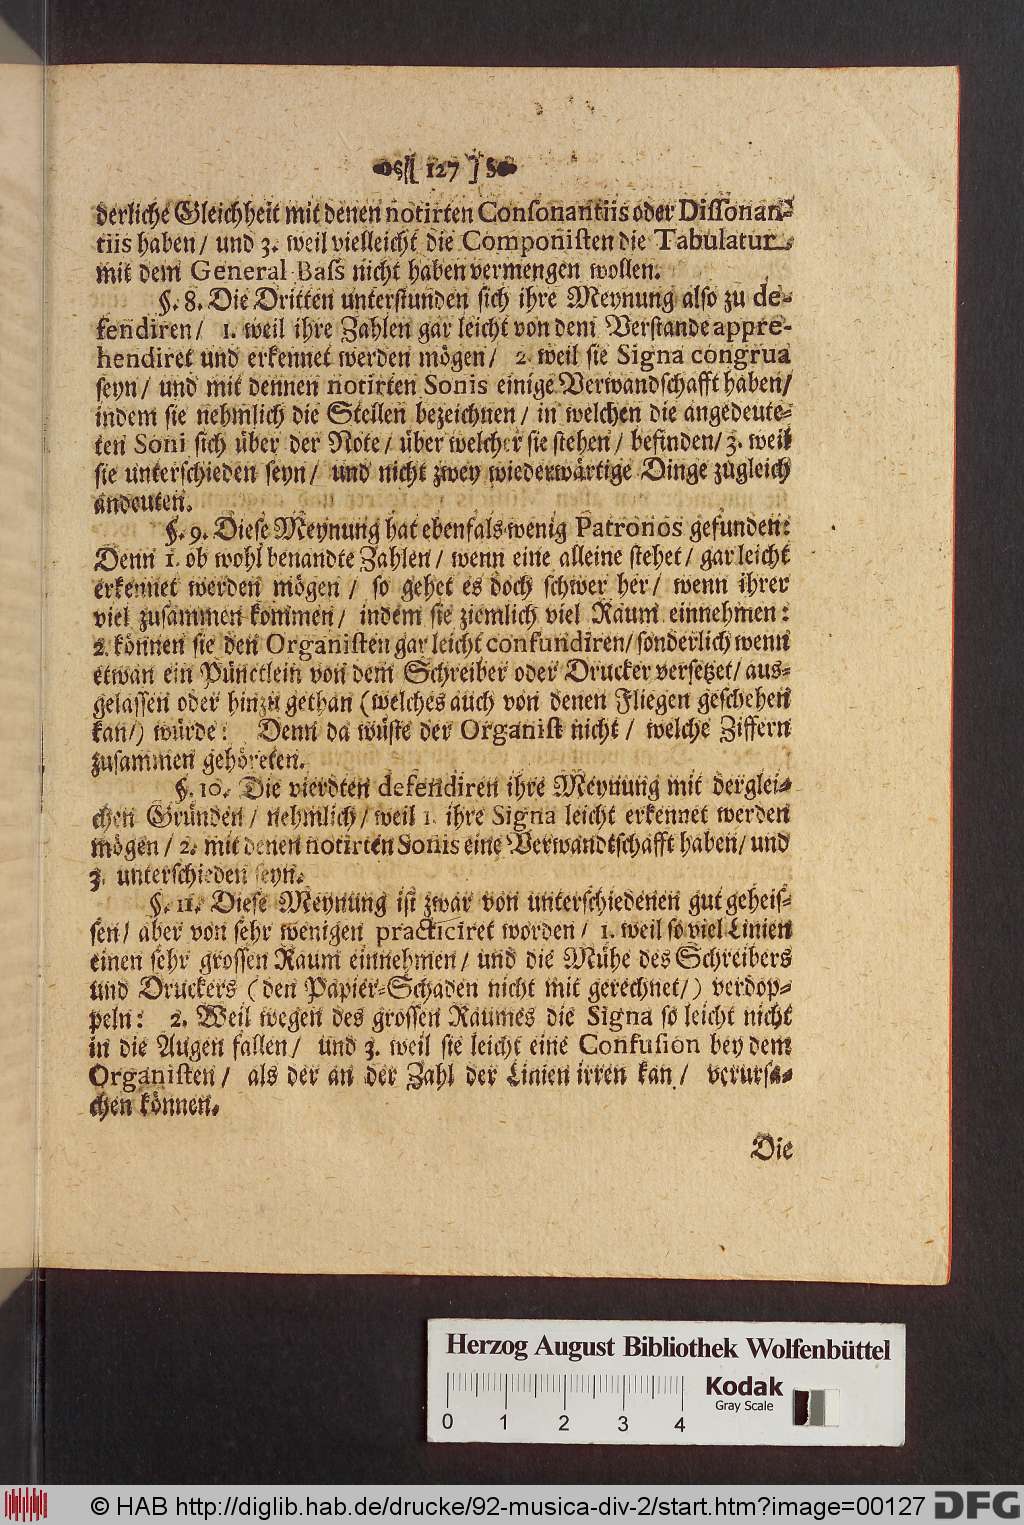 [ 127 ]
derliche Gleichheit mit denen notirten Consonantiis oder Dissonan-
tiis haben/ und 3. weil vielleicht die Componisten die Tabulatur
mit dem General-Bass nicht haben vermengen wollen.
§. 8. Die Dritten unterstunden sich ihre Meynung also zu de-
fendiren/ 1. weil ihre Zahlen gar leicht von dem Verstande appre-
hendiret und erkennet werden mögen/ 2. weil sie Signa congrua
seyn/ und mit dennen notirten Sonis einige Verwandschafft haben/
indem sie nehmlich die Stellen bezeichnen/ in welchen die angedeute-
ten Soni sich über der Note/ über welcher sie stehen/ befinden/ 3. weil
sie unterschieden seyn/ und nicht zwey wiederwärtige Dinge zugleich
andeuten.
§. 9. Diese Meynung hat ebenfals wenig Patronos gefunden:
Denn 1. ob wohl benandte Zahlen/ wenn eine alleine stehet/ gar leicht
erkennet werden mögen/ so gehet es doch schwer her/ wenn ihrer
viel zusammen kommen/ indem sie ziemlich viel Raum einnehmen:
2. können sie den Organisten gar leicht confundiren/ sonderlich wenn
etwan ein Pünctlein von dem Schreiber oder Drucker versetzet/ aus-
gelassen oder hinzu gethan (welches auch von denen Fliegen geschehen
kan/) würde: Denn da wüste der Organist nicht/ welche Ziffern
zusammen gehöreten.
§. 10. Die vierdten defendiren ihre Meynung mit derglei-
chen Gründen/ nehmlich/ weil 1. ihre Signa leicht erkennet werden
mögen/ 2. mit denen notirten Sonis eine Verwandtschafft haben/ und
3. unterschieden seyn.
§. 11. Diese Meynung ist zwar von unterschiedenen gut geheis-
sen/ aber von sehr wenigen practiciret worden/ 1. weil so viel Linien
einen sehr grossen Raum einnehmen/ und die Mühe des Schreibers
und Druckers (den Papier-Schaden nicht mit gerechnet/) verdop-
peln: 2. Weil wegen des grossen Raumes die Signa so leicht nicht
in die Augen fallen/ und 3. weil sie leicht eine Confusion bey dem
Organisten/ als der an der Zahl der Linien irren kan/ verursa-
chen können.
Die
Herzog August Bibliothek Wolfenbüttel
Kodak
Gray Scale
0 1 2 3 4
© HAB http://diglib.hab.de/drucke/92-musica-div-2/start.htm?image=00127
DFG